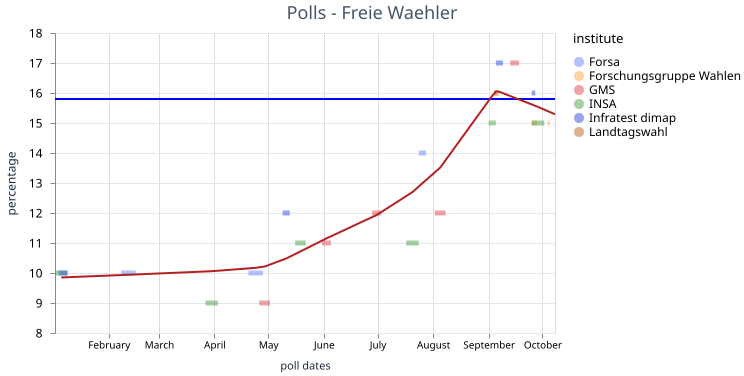 Polls - Freie Waehler
percentage
18
17
16
15
14
13
12
11
10
9
8
February March April May June July August September October
poll dates
institute
Forsa
Forschungsgruppe Wahlen
GMS
INSA
Infratest dimap
Landtagswahl